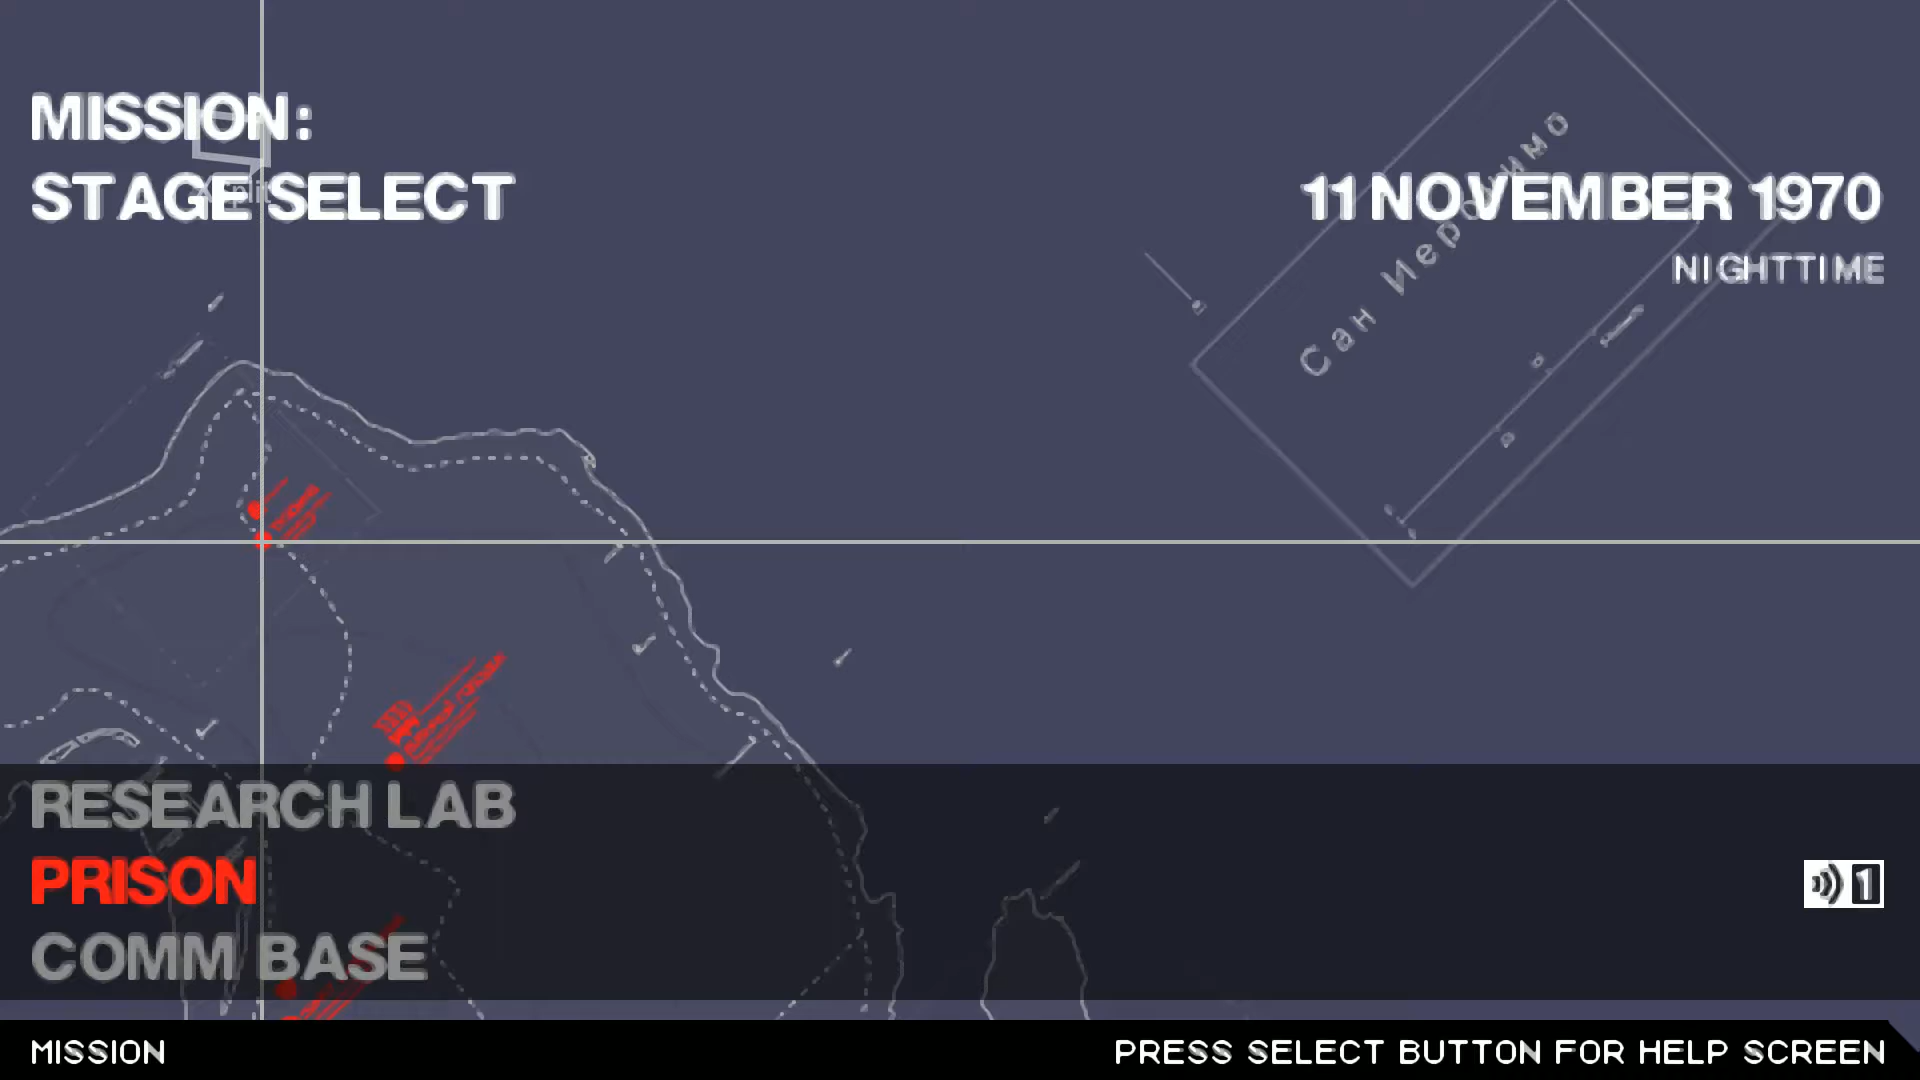 MISSION:
STAGE SELECT
11 NOVEMBER 1970
NIGHTTIME
Сан Иеронимо
RESEARCH LAB
PRISON
1
COMM BASE
MISSION
PRESS SELECT BUTTON FOR HELP SCREEN